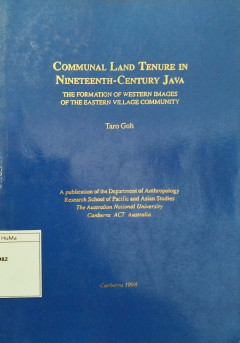 COMMUNAL LAND TENURE IN
NINETEENTH-CENTURY JAVA
THE FORMATION OF WESTERN IMAGES
OF THE EASTERN VILLAGE COMMUNITY
Taro Goh
A publication of the Department of Anthropology
Research School of Pacific and Asian Studies
The Australian National University
Canberra ACT Australia
HuMa
Canberra 1998